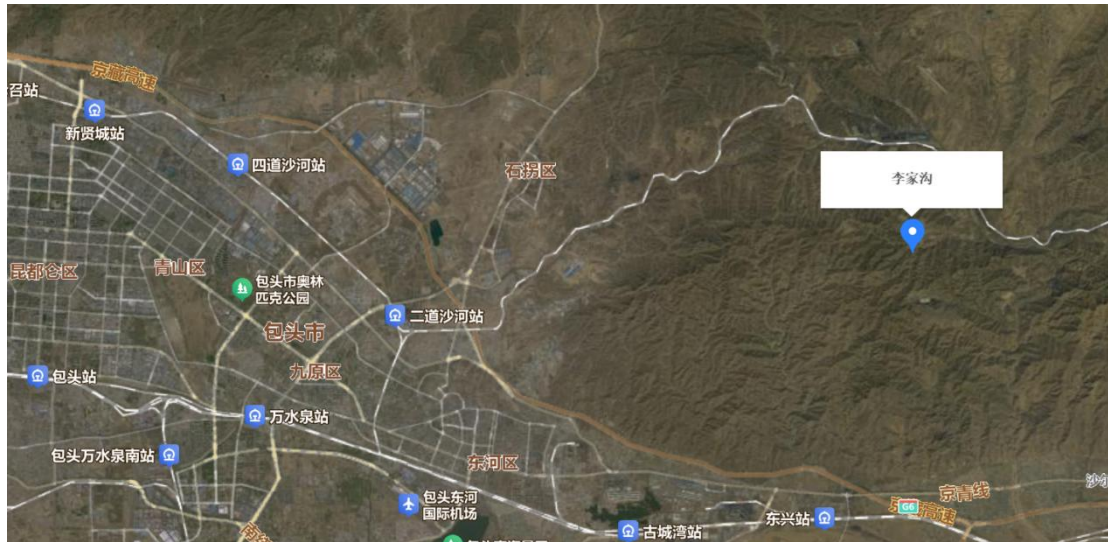 京藏高速
召站
新贤城站
四道沙河站
石拐区
李家沟
昆都仑区
青山区
包头市奥林
匹克公园
二道沙河站
包头市
九原区
包头站
万水泉站
包头万水泉南站
东河区
包头东河
国际机场
京青线
沙尔
G6
京藏高速
东兴站
古城湾站